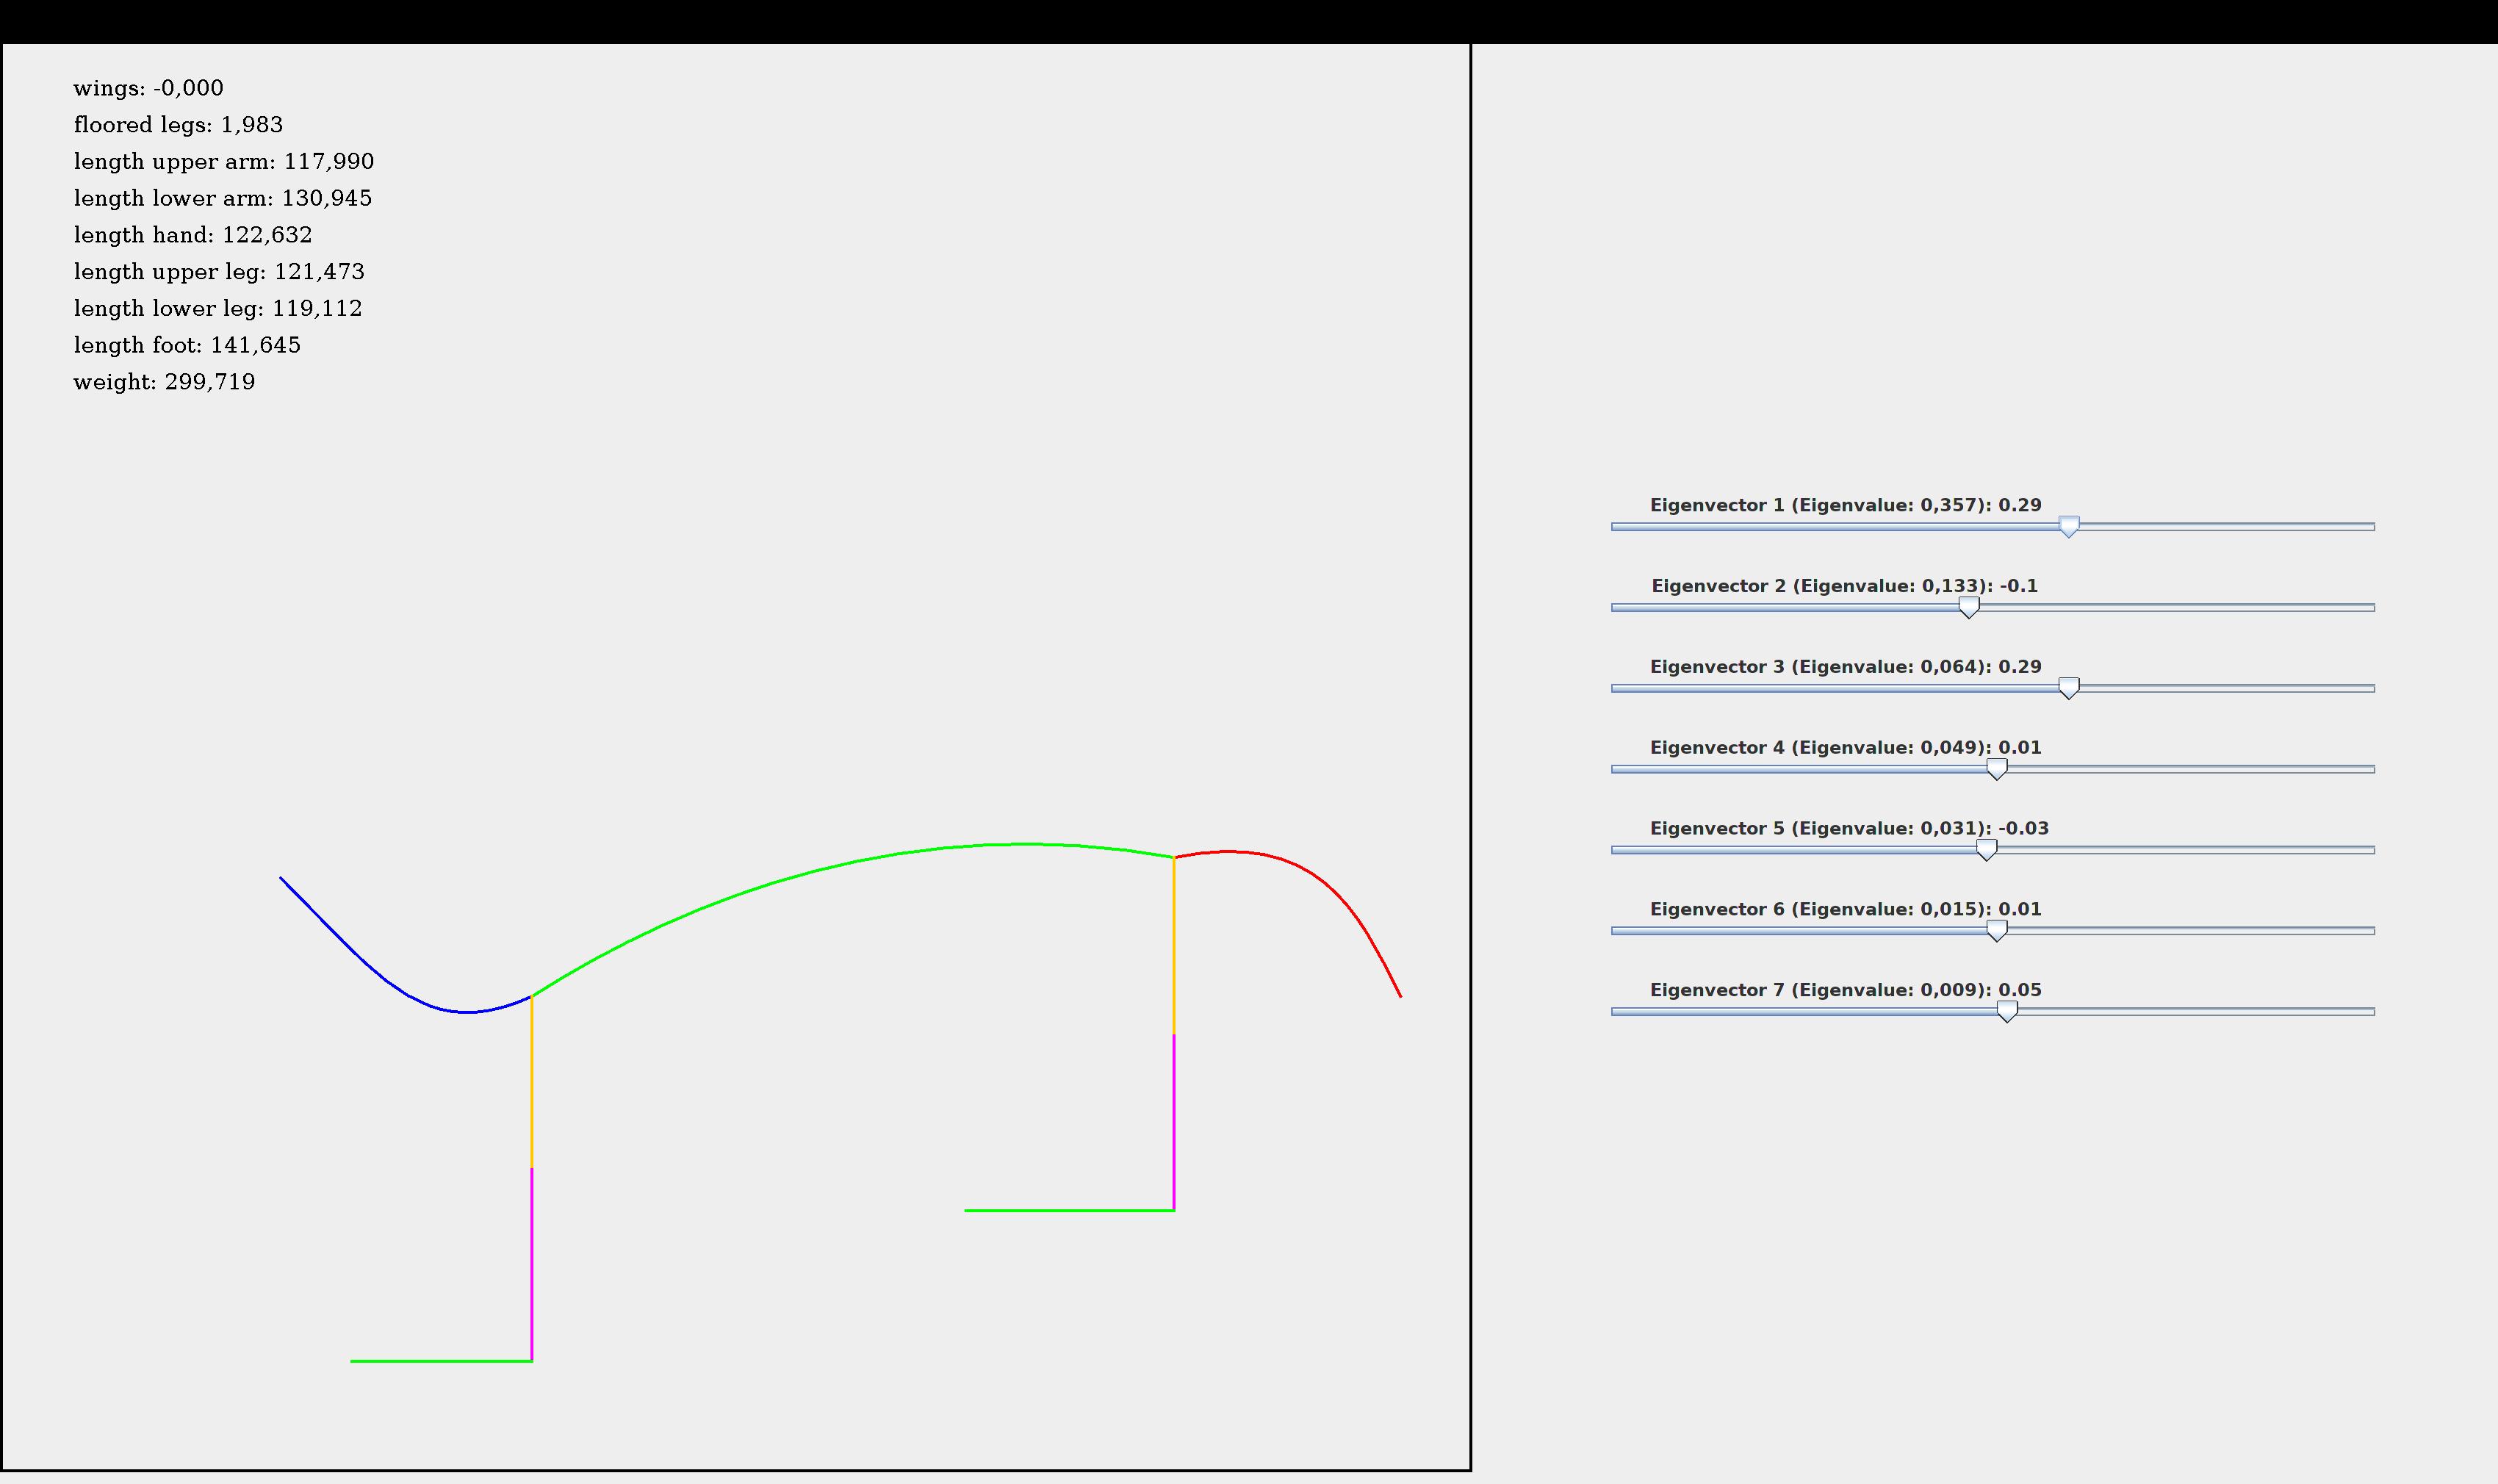 wings: -0,000
floored legs: 1,983
length upper arm: 117,990
length lower arm: 130,945
length hand: 122,632
length upper leg: 121,473
length lower leg: 119,112
length foot: 141,645
weight: 299,719
Eigenvector 1 (Eigenvalue: 0,357): 0.29
Eigenvector 2 (Eigenvalue: 0,133): -0.1
Eigenvector 3 (Eigenvalue: 0,064): 0.29
Eigenvector 4 (Eigenvalue: 0,049): 0.01
Eigenvector 5 (Eigenvalue: 0,031): -0.03
Eigenvector 6 (Eigenvalue: 0,015): 0.01
Eigenvector 7 (Eigenvalue: 0,009): 0.05